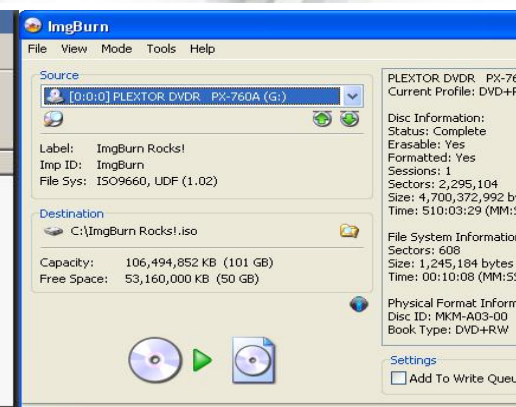 ImgBurn
File View Mode Tools Help
Source
[0:0:0] PLEXTOR DVDR PX-760A (G:)
Label: ImgBurn Rocks!
Imp ID: ImgBurn
File Sys: ISO9660, UDF (1.02)
Destination
C:\ImgBurn Rocks!.iso
Capacity: 106,494,852 KB (101 GB)
Free Space: 53,160,000 KB (50 GB)
PLEXTOR DVDR PX-76
Current Profile: DVD+R
Disc Information:
Status: Complete
Erasable: Yes
Formatted: Yes
Sessions: 1
Sectors: 2,295,104
Size: 4,700,372,992 b
Time: 510:03:29 (MM:S
File System Information
Sectors: 608
Size: 1,245,184 bytes
Time: 00:10:08 (MM:SS
Physical Format Inform
Disc ID: MKM-A03-00
Book Type: DVD+RW
Settings
Add To Write Queu